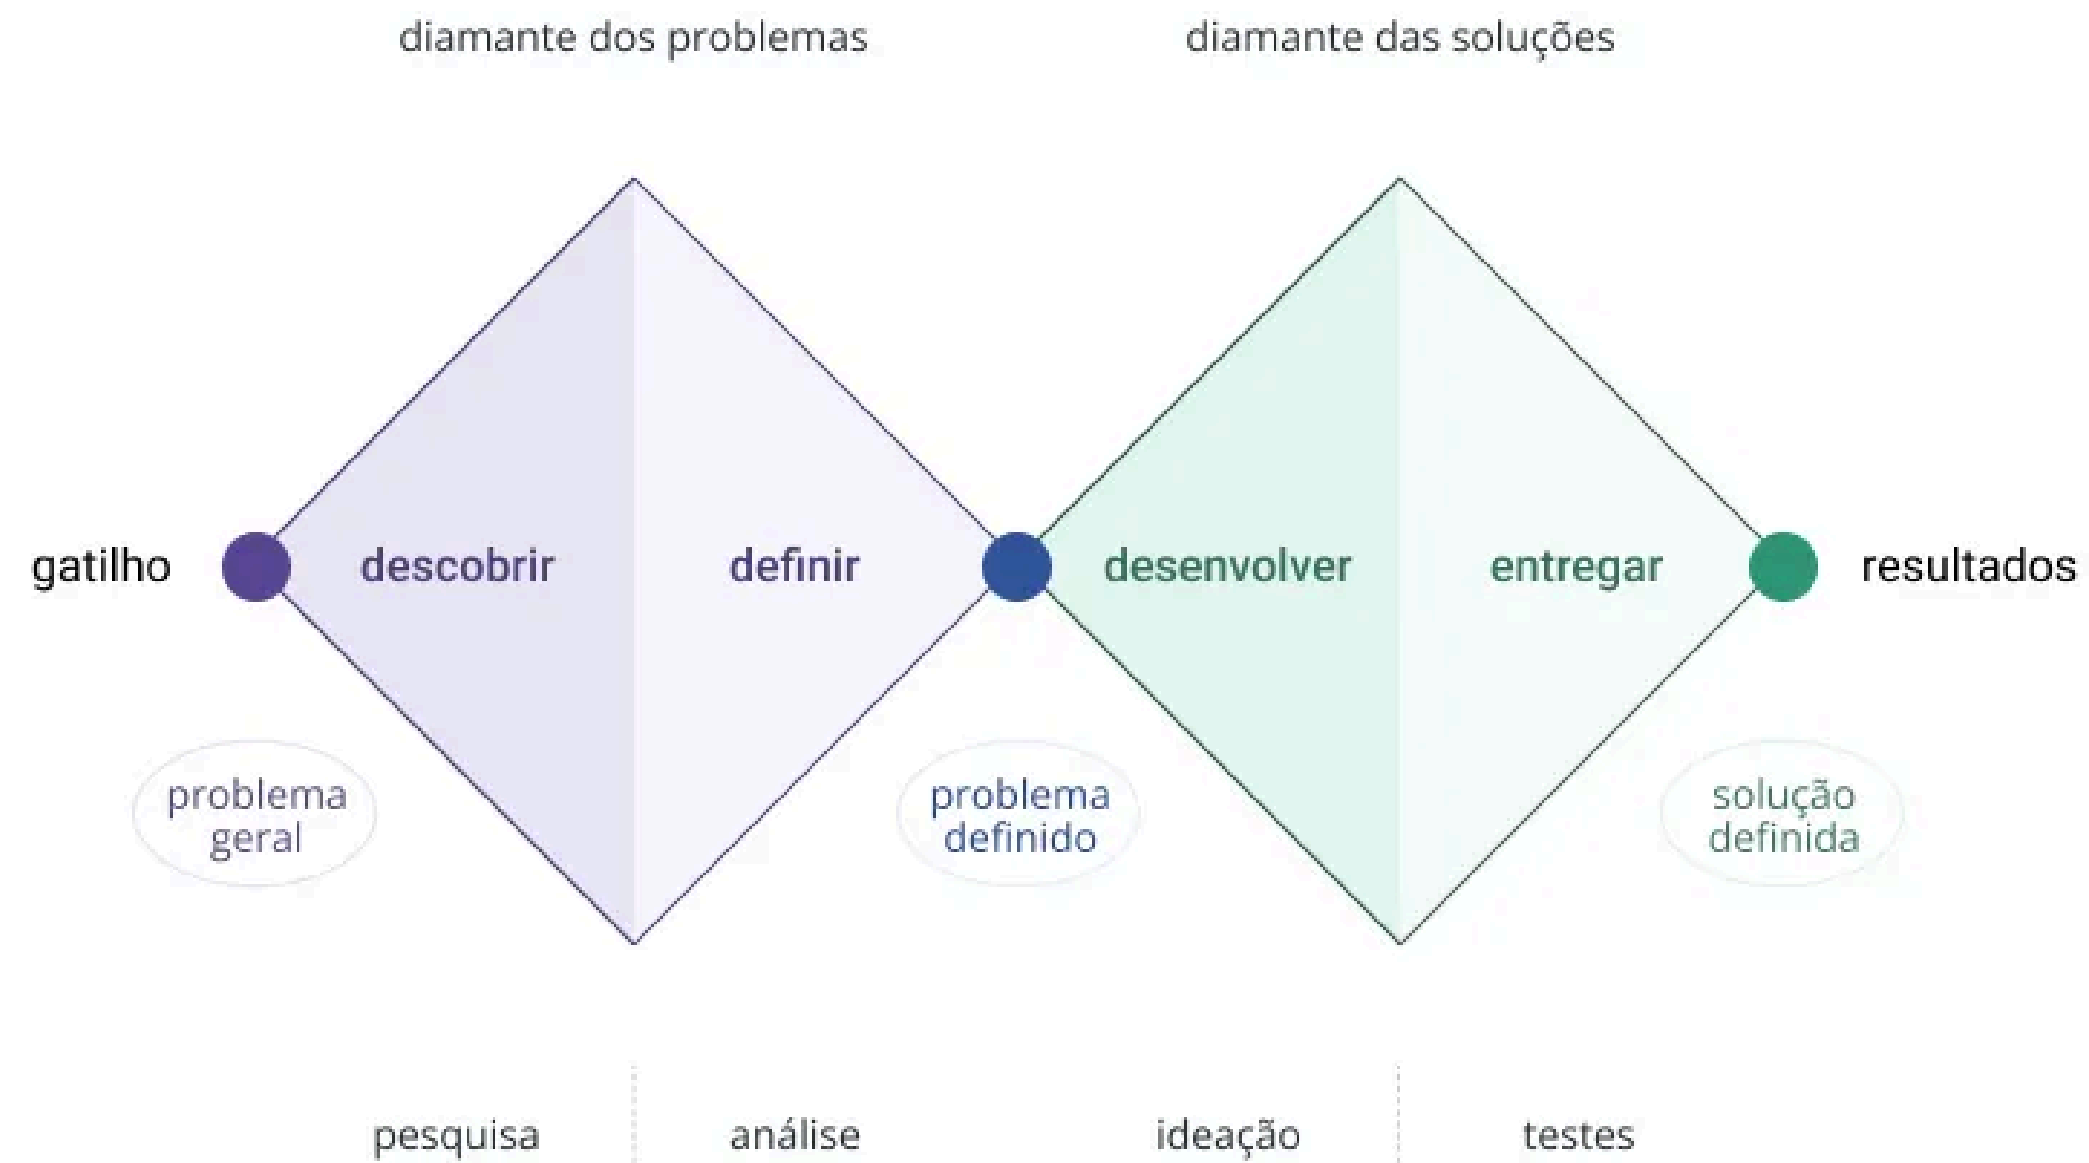 diamante dos problemas
diamante das soluções
gatilho
descobrir
definir
desenvolver
entregar
resultados
problema
geral
problema
definido
solução
definida
pesquisa
análise
ideação
testes